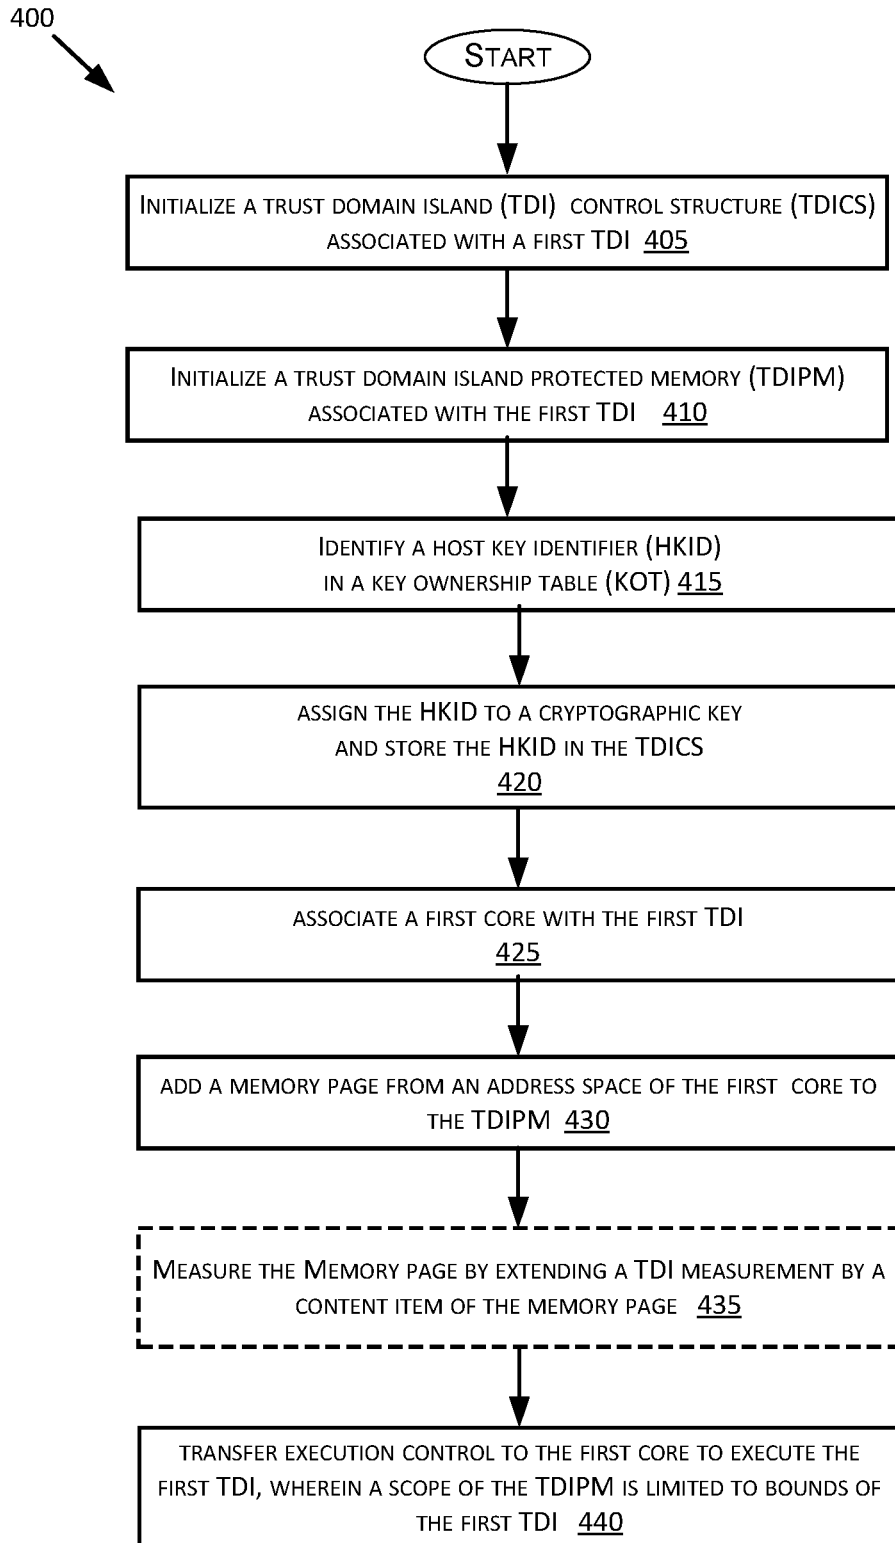 400
START
INITIALIZE A TRUST DOMAIN ISLAND (TDI) CONTROL STRUCTURE (TDICS)
ASSOCIATED WITH A FIRST TDI 405
INITIALIZE A TRUST DOMAIN ISLAND PROTECTED MEMORY (TDIPM)
ASSOCIATED WITH THE FIRST TDI 410
IDENTIFY A HOST KEY IDENTIFIER (HKID)
IN A KEY OWNERSHIP TABLE (KOT) 415
ASSIGN THE HKID TO A CRYPTOGRAPHIC KEY
AND STORE THE HKID IN THE TDICS
420
ASSOCIATE A FIRST CORE WITH THE FIRST TDI
425
ADD A MEMORY PAGE FROM AN ADDRESS SPACE OF THE FIRST CORE TO
THE TDIPM 430
MEASURE THE MEMORY PAGE BY EXTENDING A TDI MEASUREMENT BY A
CONTENT ITEM OF THE MEMORY PAGE 435
TRANSFER EXECUTION CONTROL TO THE FIRST CORE TO EXECUTE THE
FIRST TDI, WHEREIN A SCOPE OF THE TDIPM IS LIMITED TO BOUNDS OF
THE FIRST TDI 440